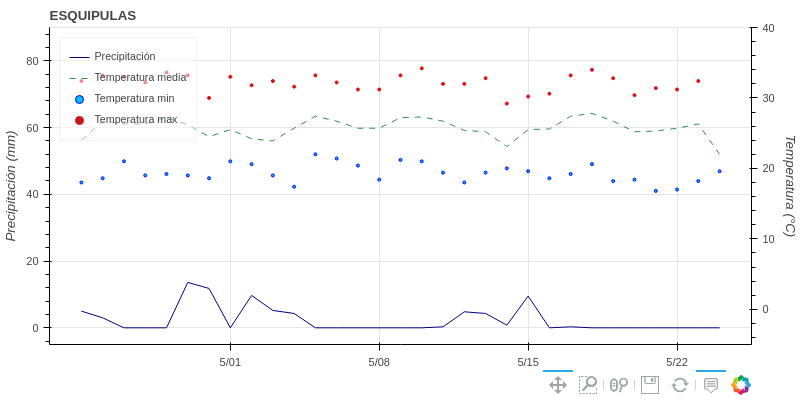 ESQUIPULAS
Precipitación
Temperatura media
Temperatura min
Temperatura max
Precipitación (mm)
80
60
40
20
0
Temperatura (°C)
40
30
20
10
0
5/01
5/08
5/15
5/22